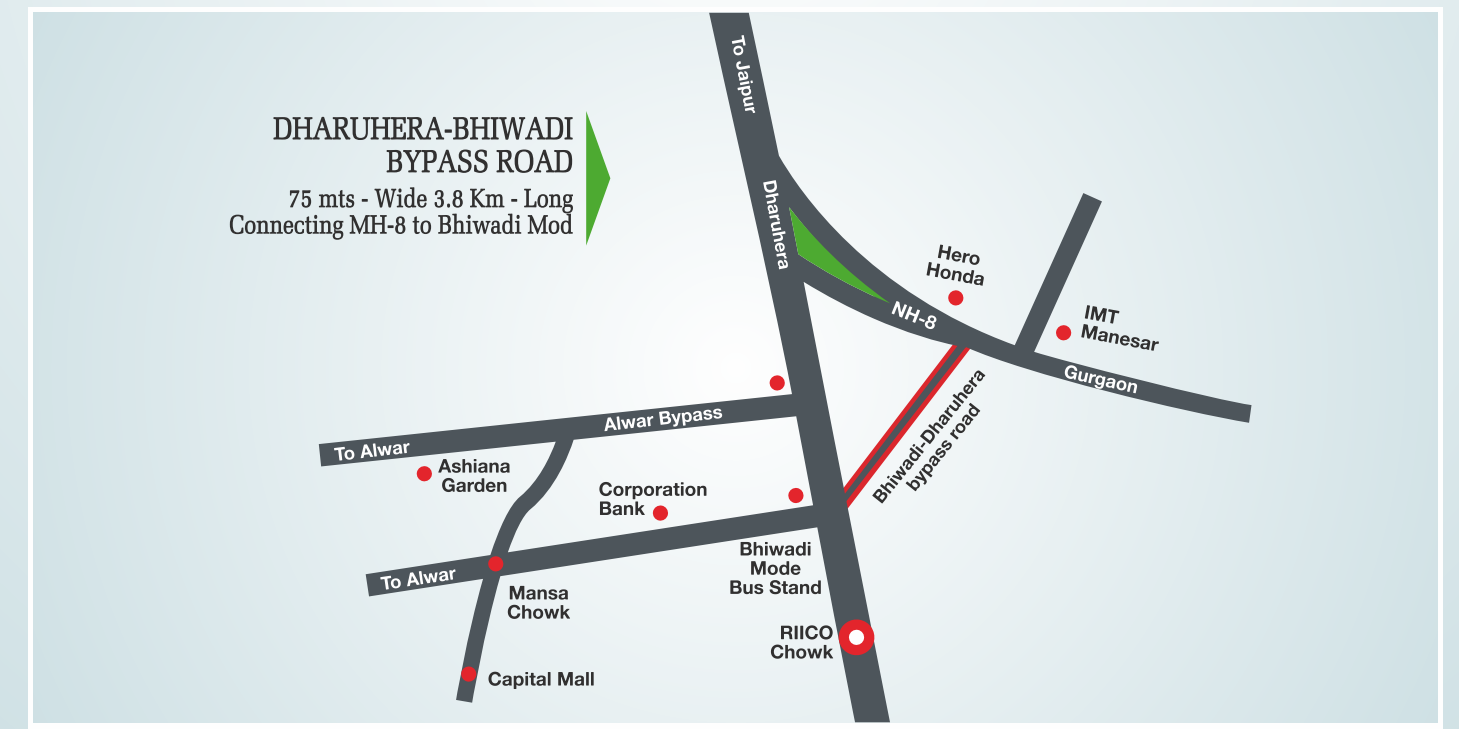 To Jaipur
DHARUHERA-BHIWADI
BYPASS ROAD
75 mts - Wide 3.8 Km - Long
Connecting MH-8 to Bhiwadi Mod
Dharuhera
Hero
Honda
NH-8
IMT
Manesar
Gurgaon
Bhiwadi-Dharuhera
bypass road
Alwar Bypass
To Alwar
Ashiana
Garden
Corporation
Bank
Bhiwadi
Mode
Bus Stand
To Alwar
Mansa
Chowk
RIICO
Chowk
Capital Mall